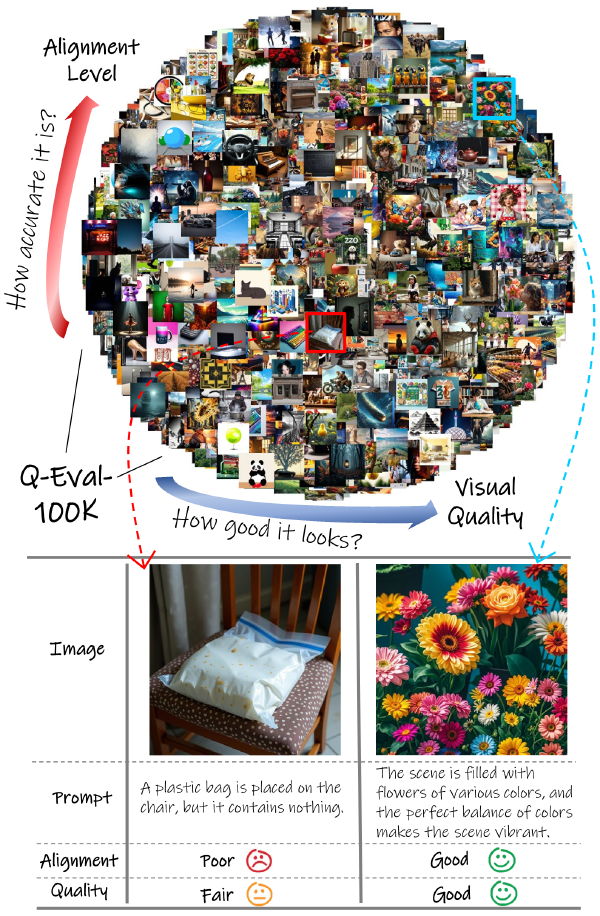 Alignment
Level
How accurate it is?
Q-Eval-
100K
How good it looks?
Visual
Quality
Image
Prompt
A plastic bag is placed on the
chair, but it contains nothing.
The scene is filled with
flowers of various colors, and
the perfect balance of colors
makes the scene vibrant.
Alignment
Poor
Good
Quality
Fair
Good